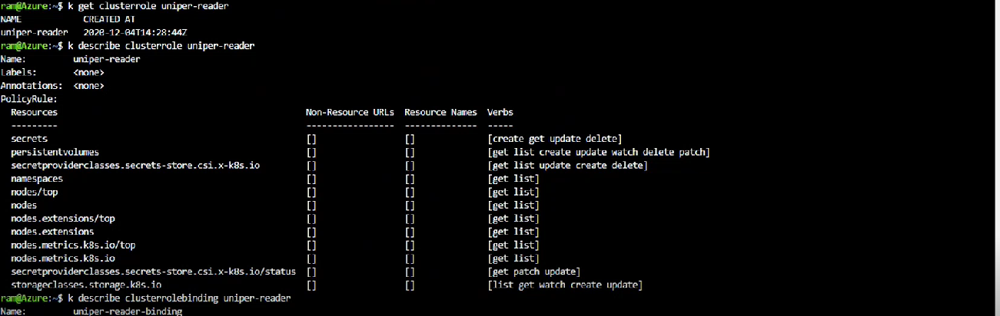 ram@Azure:~$ k get clusterrole uniper-reader
NAME            CREATED AT
uniper-reader   2020-12-04T14:28:44Z
ram@Azure:~$ k describe clusterrole uniper-reader
Name:         uniper-reader
Labels:       <none>
Annotations:  <none>
PolicyRule:
  Resources                                            Non-Resource URLs  Resource Names  Verbs
  ---------                                            -----------------  --------------  -----
  secrets                                              []                 []              [create get update delete]
  persistentvolumes                                    []                 []              [get list create update watch delete patch]
  secretproviderclasses.secrets-store.csi.x-k8s.io     []                 []              [get list update create delete]
  namespaces                                           []                 []              [get list]
  nodes/top                                            []                 []              [get list]
  nodes                                                []                 []              [get list]
  nodes.extensions/top                                 []                 []              [get list]
  nodes.extensions                                     []                 []              [get list]
  nodes.metrics.k8s.io/top                             []                 []              [get list]
  nodes.metrics.k8s.io                                 []                 []              [get list]
  secretproviderclasses.secrets-store.csi.x-k8s.io/status  []             []              [get patch update]
  storageclasses.storage.k8s.io                        []                 []              [list get watch create update]
ram@Azure:~$ k describe clusterrolebinding uniper-reader
Name:         uniper-reader-binding